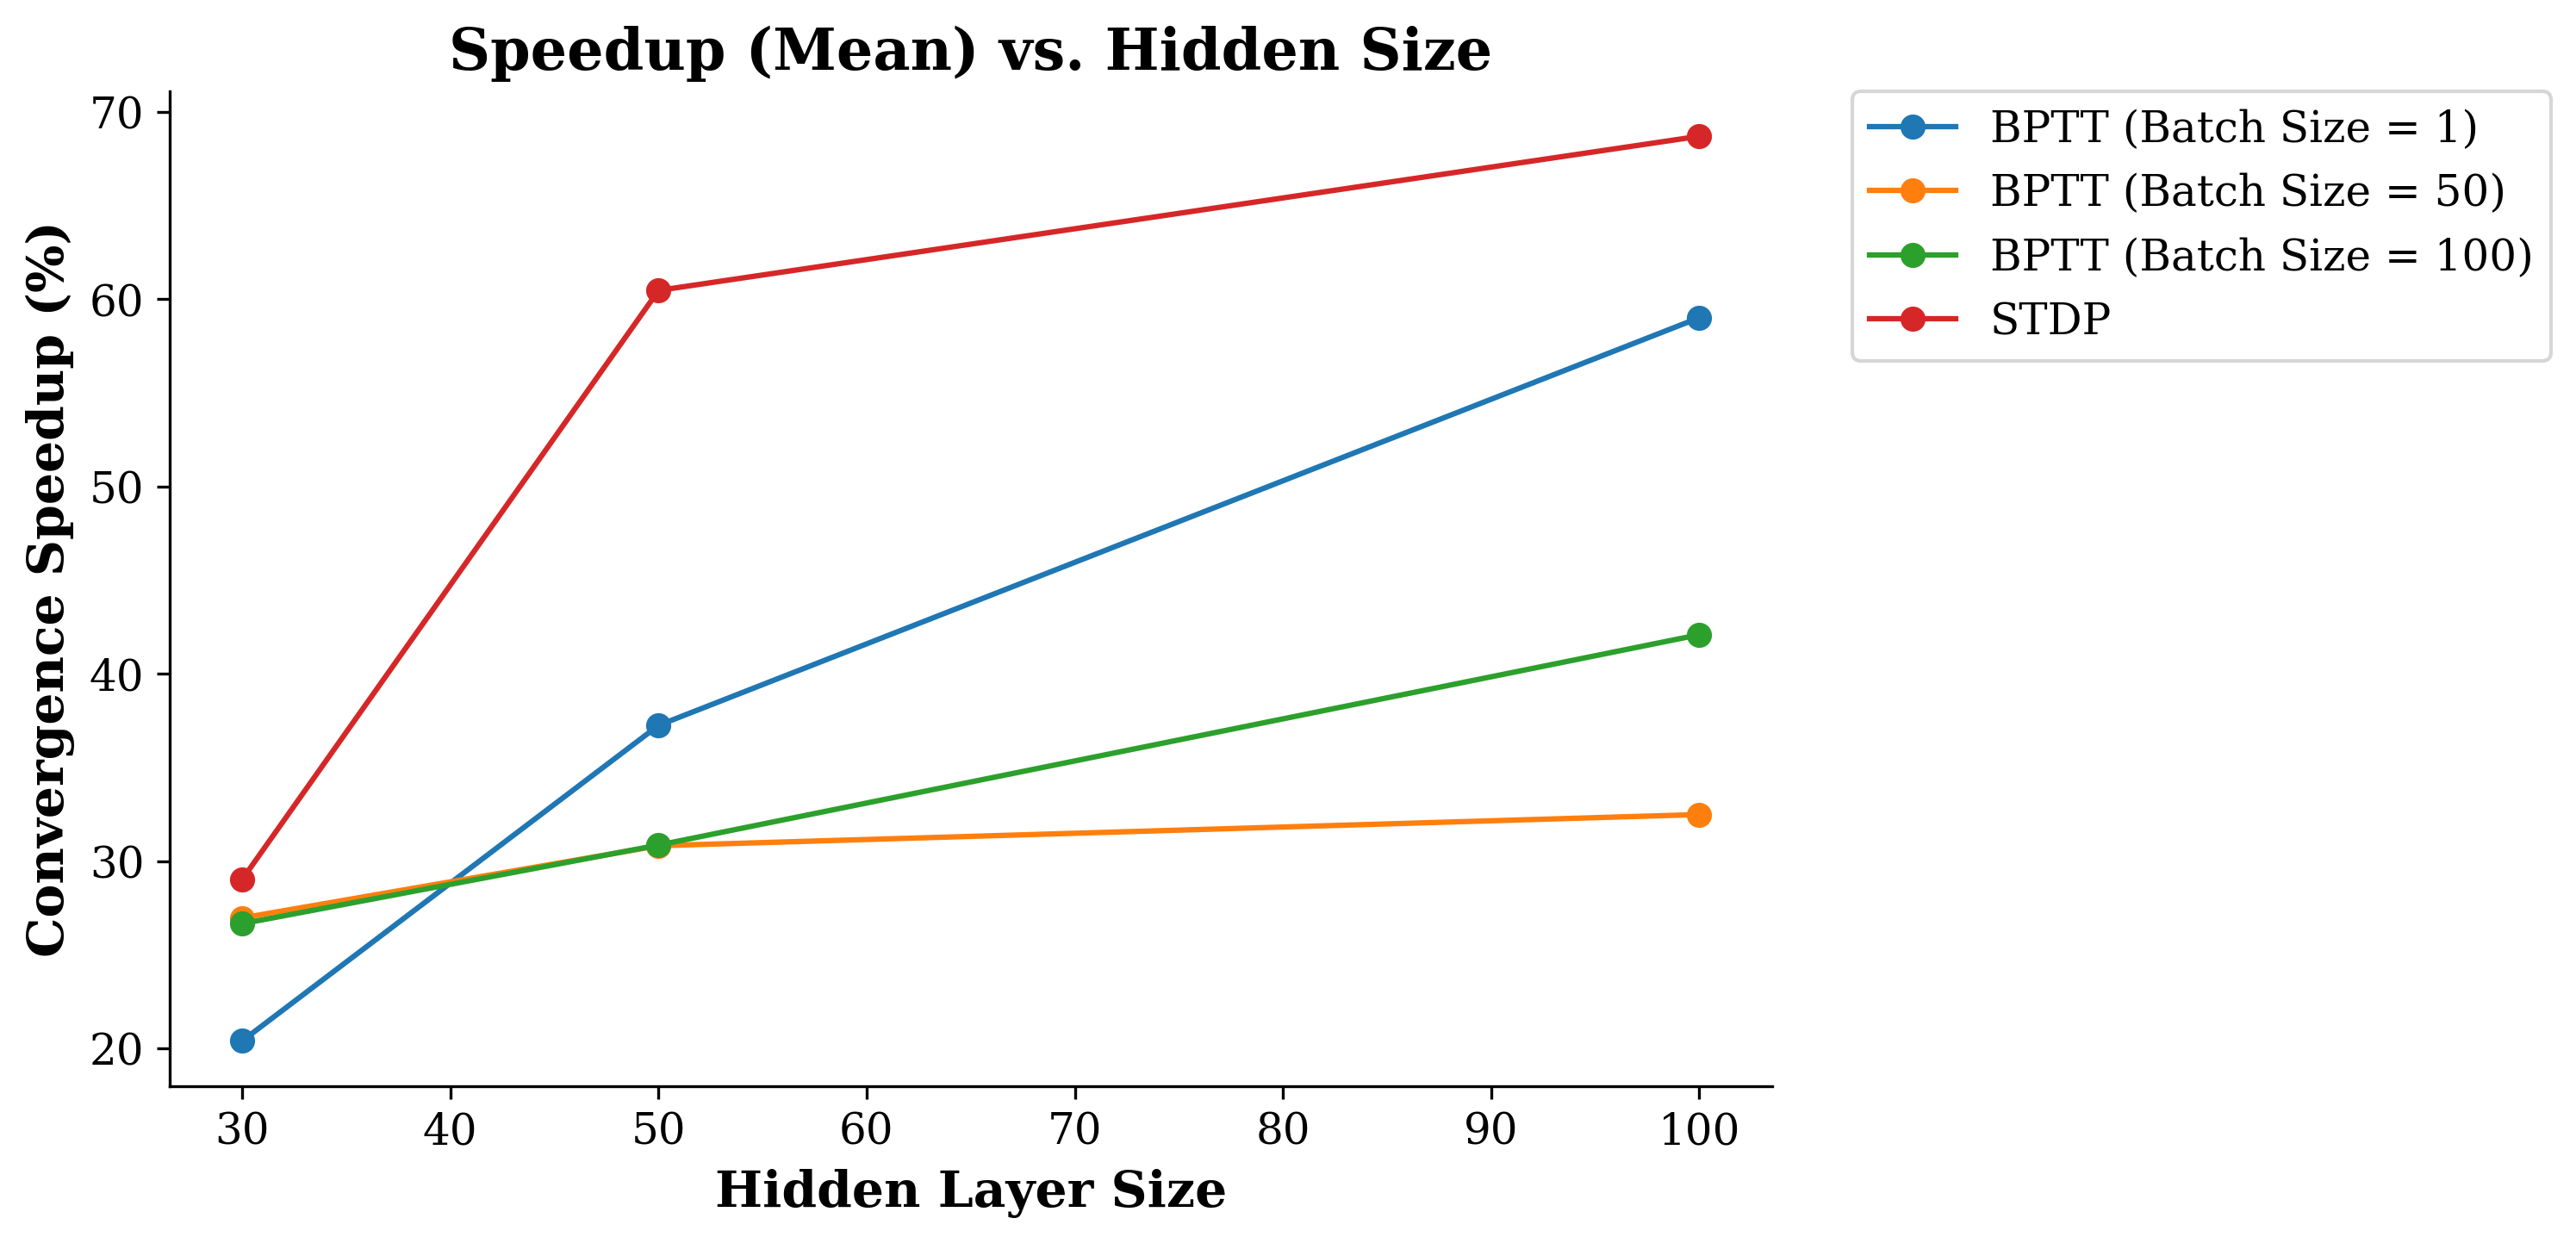 Speedup (Mean) vs. Hidden Size
Convergence Speedup (%)
70
60
50
40
30
20
30 40 50 60 70 80 90 100
Hidden Layer Size
BPTT (Batch Size = 1)
BPTT (Batch Size = 50)
BPTT (Batch Size = 100)
STDP